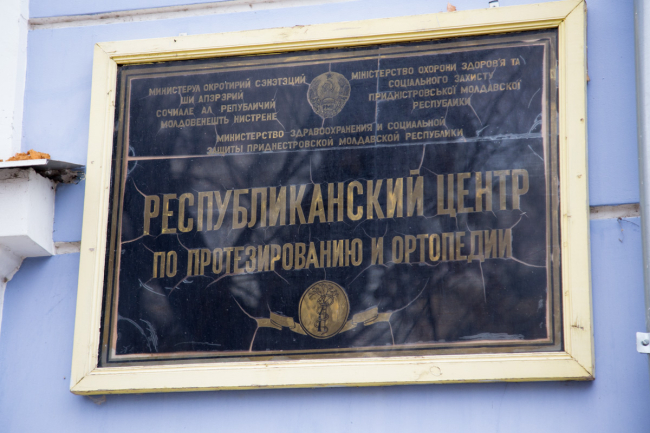 МИНИСТЕРУЛ ОКРОТИРИЙ СЭНЭТЭЦИЙ
ШИ АПЭРЭРИЙ
СОЧИАЛЕ АЛ РЕПУБЛИЧИЙ
МОЛДОВЕНЕШТЬ НИСТРЕНЕ
МІНІСТЕРСТВО ОХОРОНИ ЗДОРОВ'Я ТА
СОЦІАЛЬНОГО ЗАХИСТУ
ПРИДНІСТРОВСЬКОЇ МОЛДАВСЬКОЇ
РЕСПУБЛІКИ
МИНИСТЕРСТВО ЗДРАВООХРАНЕНИЯ И СОЦИАЛЬНОЙ
ЗАЩИТЫ ПРИДНЕСТРОВСКОЙ МОЛДАВСКОЙ РЕСПУБЛИКИ
РЕСПУБЛИКАНСКИЙ ЦЕНТР
ПО ПРОТЕЗИРОВАНИЮ И ОРТОПЕДИИ